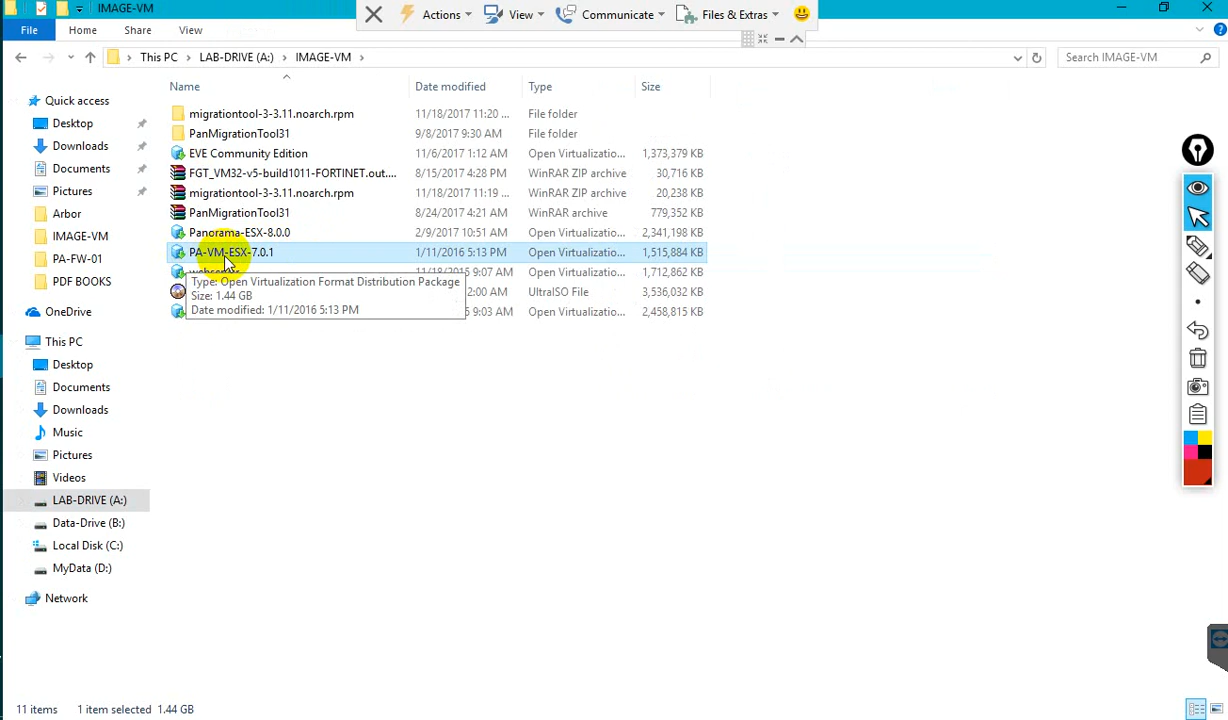 IMAGE-VM
Actions View Communicate Files & Extras
File Home Share View
This PC LAB-DRIVE (A:) IMAGE-VM
Search IMAGE-VM
Name Date modified Type Size
Quick access
Desktop
Downloads
Documents
Pictures
Arbor
IMAGE-VM
PA-FW-01
PDF BOOKS
OneDrive
This PC
Desktop
Documents
Downloads
Music
Pictures
Videos
LAB-DRIVE (A:)
Data-Drive (B:)
Local Disk (C:)
MyData (D:)
Network
migrationtool-3-3.11.noarch.rpm 11/18/2017 11:20 ... File folder
PanMigrationTool31 9/8/2017 9:30 AM File folder
EVE Community Edition 11/6/2017 1:12 AM Open Virtualizatio... 1,373,379 KB
FGT_VM32-v5-build1011-FORTINET.out.... 8/15/2017 4:28 PM WinRAR ZIP archive 30,716 KB
migrationtool-3-3.11.noarch.rpm 11/18/2017 11:19 ... WinRAR ZIP archive 20,238 KB
PanMigrationTool31 8/24/2017 4:21 AM WinRAR archive 779,352 KB
Panorama-ESX-8.0.0 2/9/2017 10:51 AM Open Virtualizatio... 2,341,198 KB
PA-VM-ESX-7.0.1 1/11/2016 5:13 PM Open Virtualizatio... 1,515,884 KB
9:07 AM Open Virtualizatio... 1,712,862 KB
2:00 AM UltraISO File 3,536,032 KB
9:03 AM Open Virtualizatio... 2,458,815 KB
Type: Open Virtualization Format Distribution Package
Size: 1.44 GB
Date modified: 1/11/2016 5:13 PM
11 items 1 item selected 1.44 GB